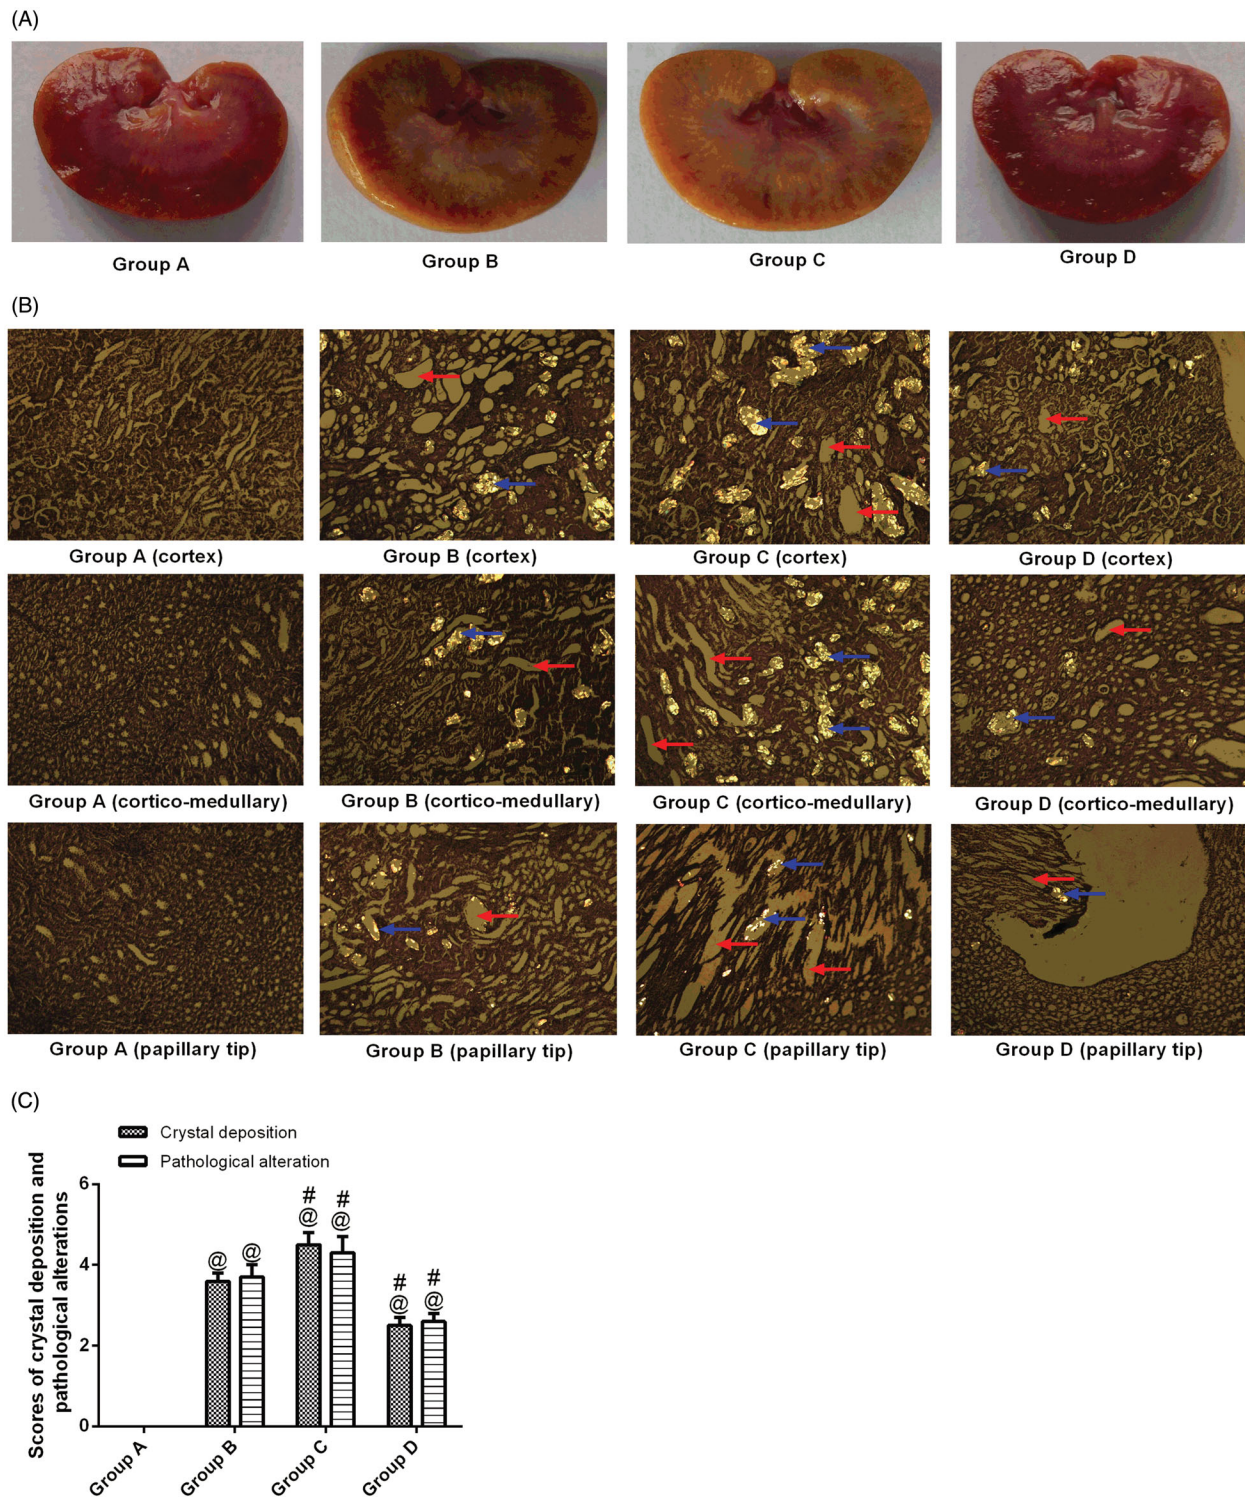 (A)
Group A
Group B
Group C
Group D
(B)
Group A (cortex)
Group B (cortex)
Group C (cortex)
Group D (cortex)
Group A (cortico-medullary)
Group B (cortico-medullary)
Group C (cortico-medullary)
Group D (cortico-medullary)
Group A (papillary tip)
Group B (papillary tip)
Group C (papillary tip)
Group D (papillary tip)
(C)
Crystal deposition
Pathological alteration
Scores of crystal deposition and
pathological alterations
6
4
2
0
@
@
#
@
#
@
#
@
#
@
Group A
Group B
Group C
Group D